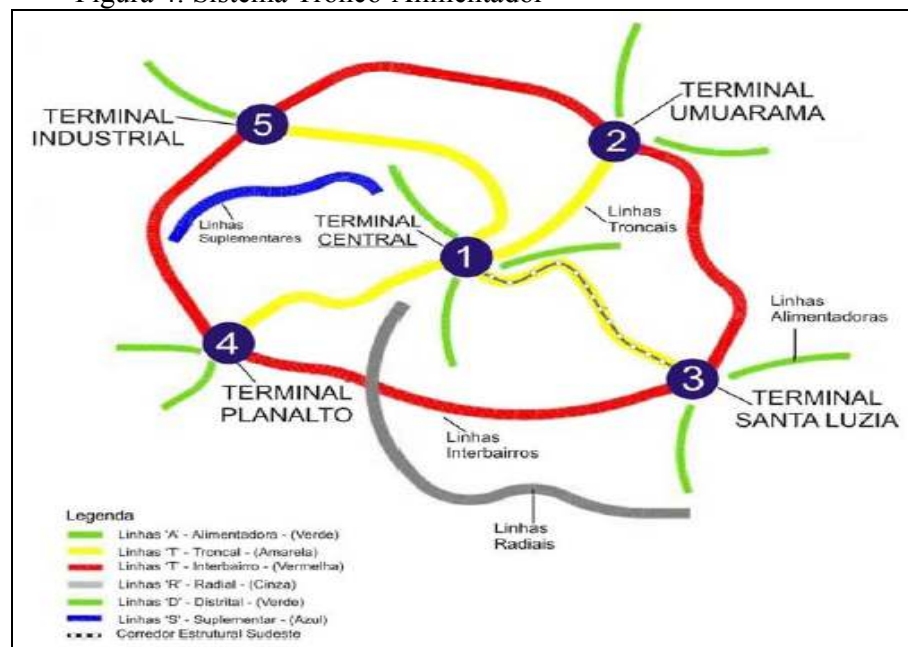 Figura 4: Sistema Tronco-Alimentador
TERMINAL
INDUSTRIAL
5
TERMINAL
UMUARAMA
2
Linhas
Suplementares
TERMINAL
CENTRAL
1
Linhas
Troncais
Linhas
Alimentadoras
4
TERMINAL
PLANALTO
3
TERMINAL
SANTA LUZIA
Linhas
Interbairros
Linhas
Radiais
Legenda
Linhas 'A' - Alimentadora - (Verde)
Linhas 'T' - Troncal - (Amarela)
Linhas 'T' - Interbairro - (Vermelha)
Linhas 'R' - Radial - (Cinza)
Linhas 'D' - Distrital - (Verde)
Linhas 'S' - Suplementar - (Azul)
Corredor Estrutural Sudeste